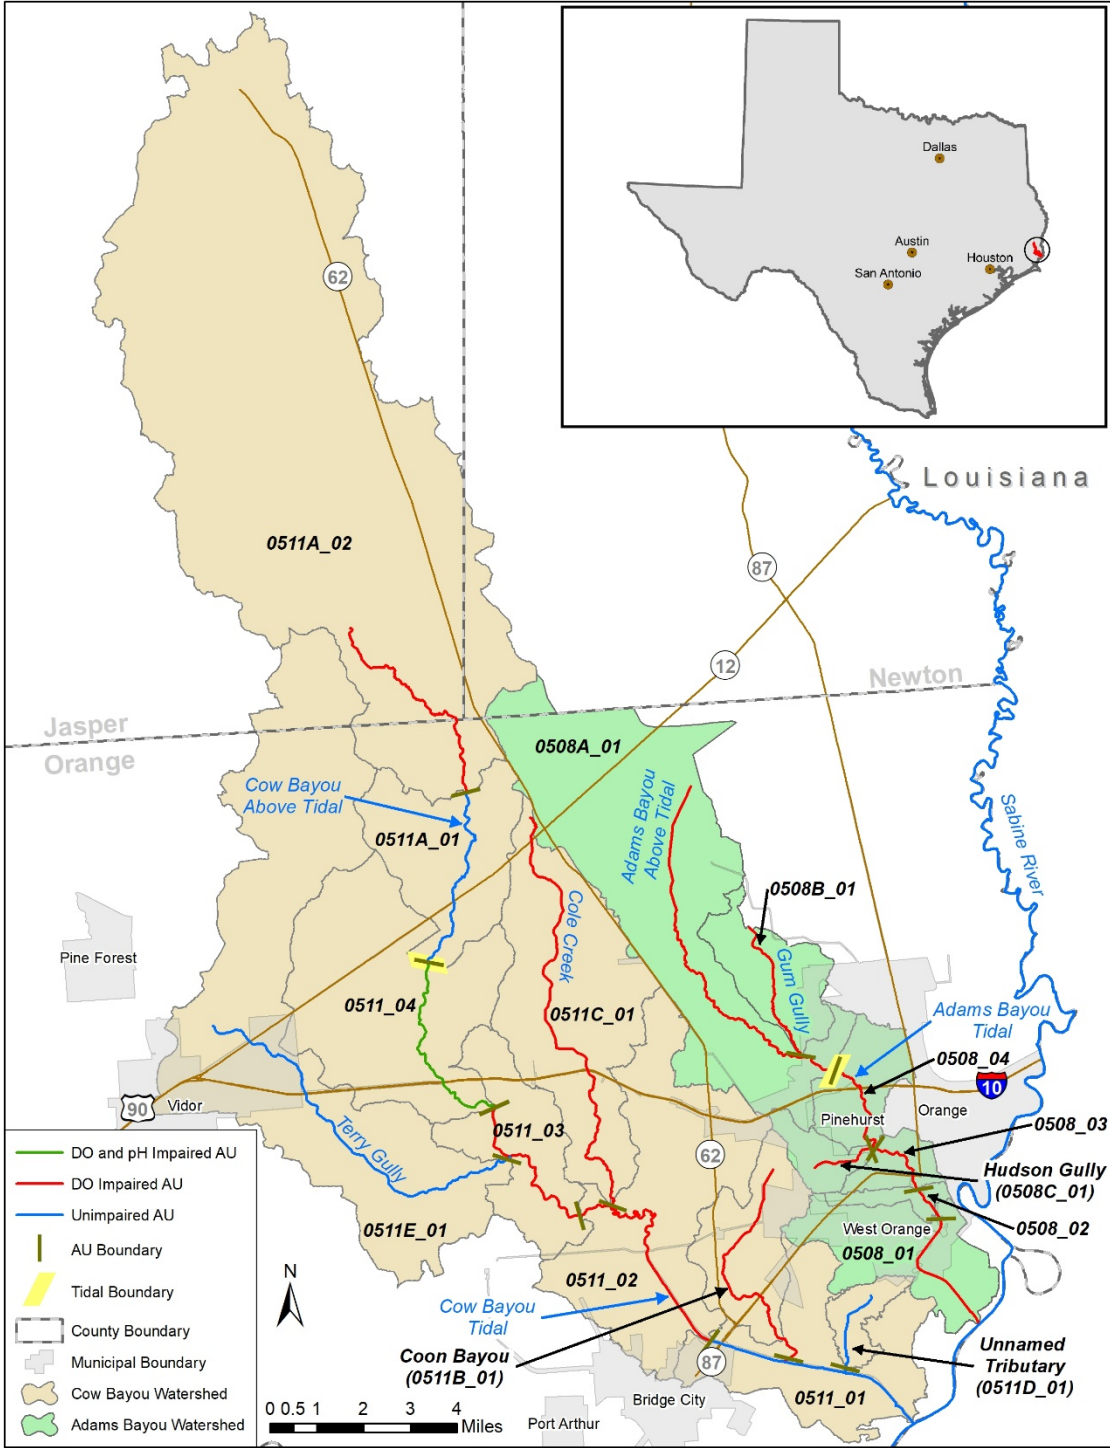 Dallas
Austin
Houston
San Antonio
62
Louisiana
0511A_02
87
12
Newton
Jasper
Orange
0508A_01
Cow Bayou
Above Tidal
Adams Bayou
Above Tidal
Sabine River
0511A_01
0508B_01
Cole Creek
Pine Forest
Gum Gully
0511_04
0511C_01
Adams Bayou
Tidal
0508_04
10
90
Vidor
Pinehurst
Orange
0511_03
0508_03
Terry Gully
62
Hudson Gully
(0508C_01)
0511E_01
West Orange
0508_02
0508_01
0511_02
Cow Bayou
Tidal
Coon Bayou
(0511B_01)
87
Unnamed
Tributary
(0511D_01)
0511_01
Bridge City
Port Arthur
DO and pH Impaired AU
DO Impaired AU
Unimpaired AU
AU Boundary
Tidal Boundary
County Boundary
Municipal Boundary
Cow Bayou Watershed
Adams Bayou Watershed
N
0 0.5 1 2 3 4
Miles